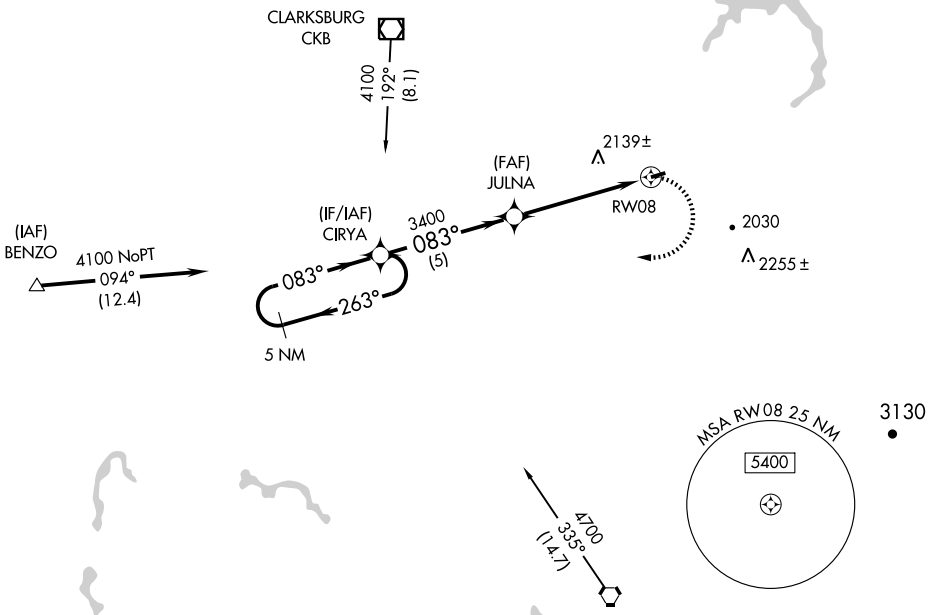 CLARKSBURG
CKB
4100
192°
(8.1)
2139±
(FAF)
JULNA
RW08
(IF/IAF)
CIRYA
3400
083°
(5)
2030
2255±
(IAF)
BENZO
4100 NoPT
094°
(12.4)
083°
263°
5 NM
MSA RW08 25 NM
5400
3130
4700
335°
(14.7)